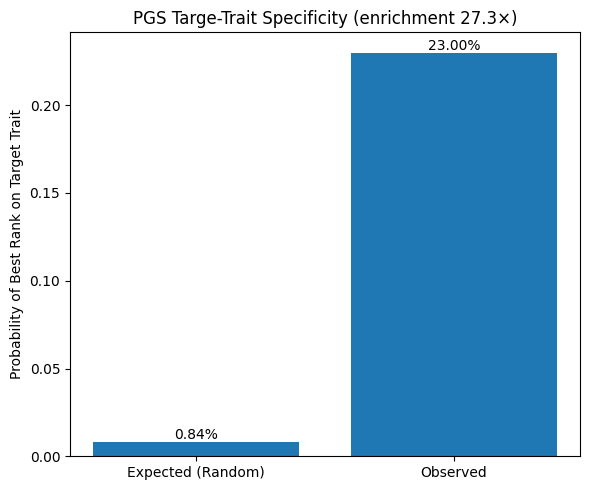 PGS Targe-Trait Specificity (enrichment 27.3×)
Probability of Best Rank on Target Trait
0.20
0.15
0.10
0.05
0.00
23.00%
0.84%
Expected (Random)
Observed